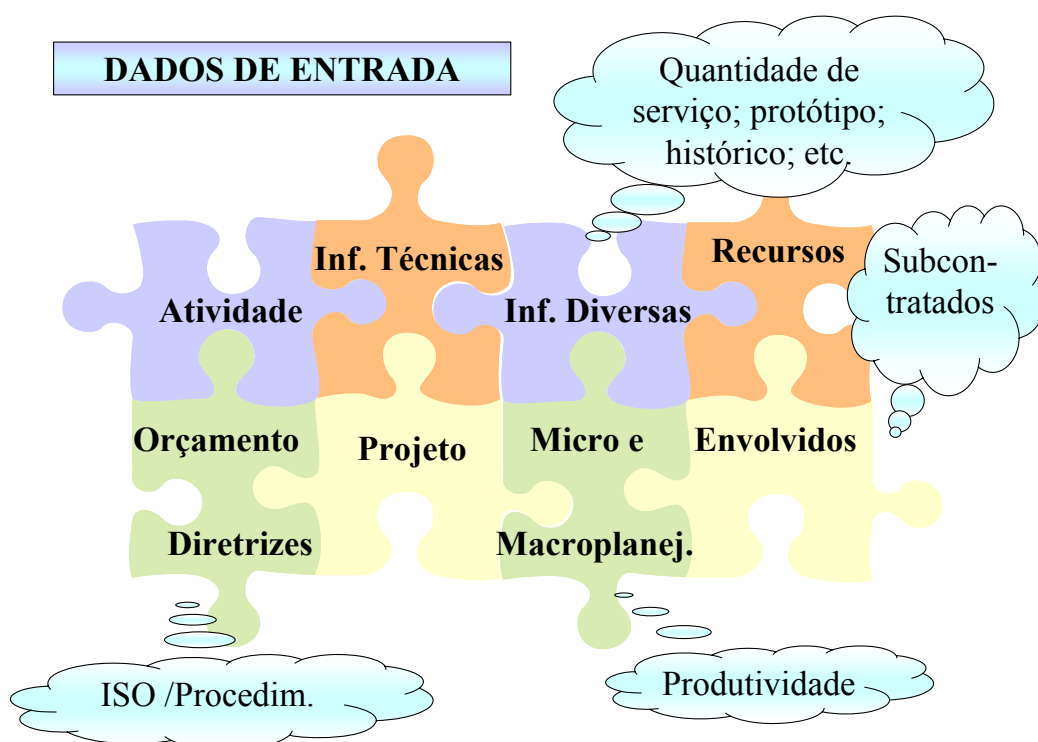 DADOS DE ENTRADA
Quantidade de
serviço; protótipo;
histórico; etc.
Inf. Técnicas
Recursos
Subcon-
tratados
Atividade
Inf. Diversas
Orçamento
Projeto
Micro e
Envolvidos
Diretrizes
Macroplanej.
ISO /Procedim.
Produtividade